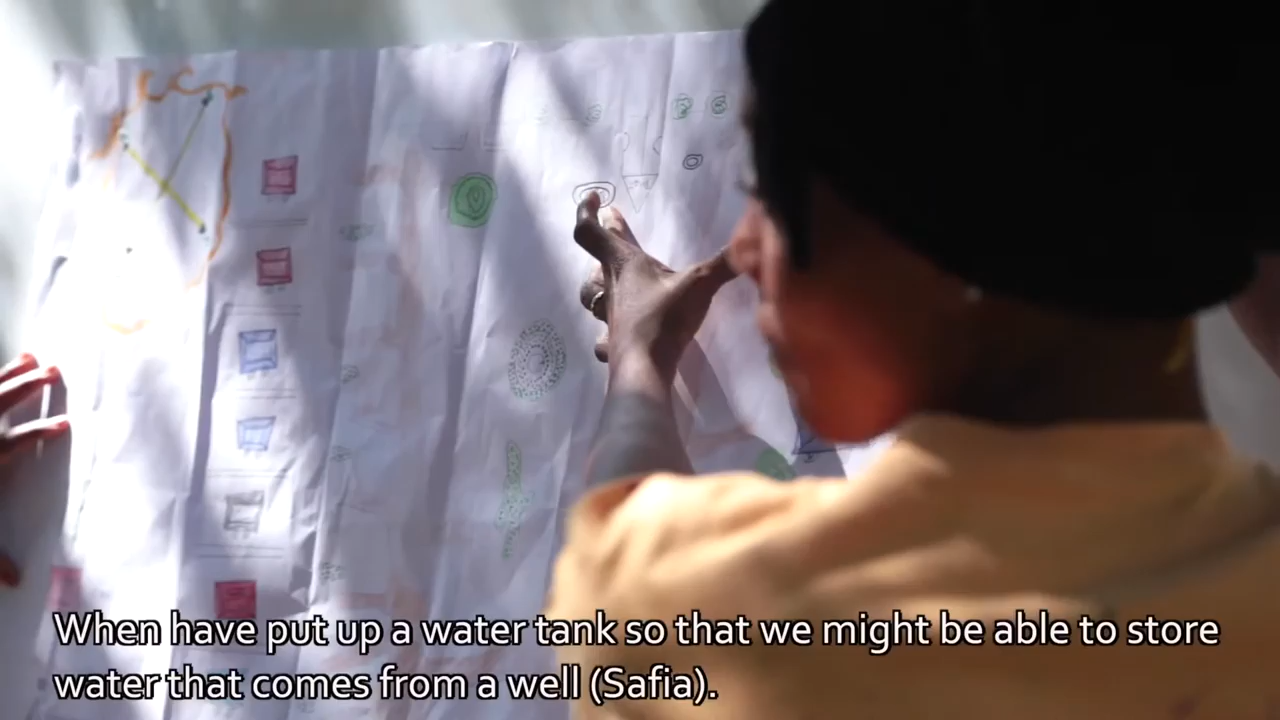 When have put up a water tank so that we might be able to store
water that comes from a well (Safia).